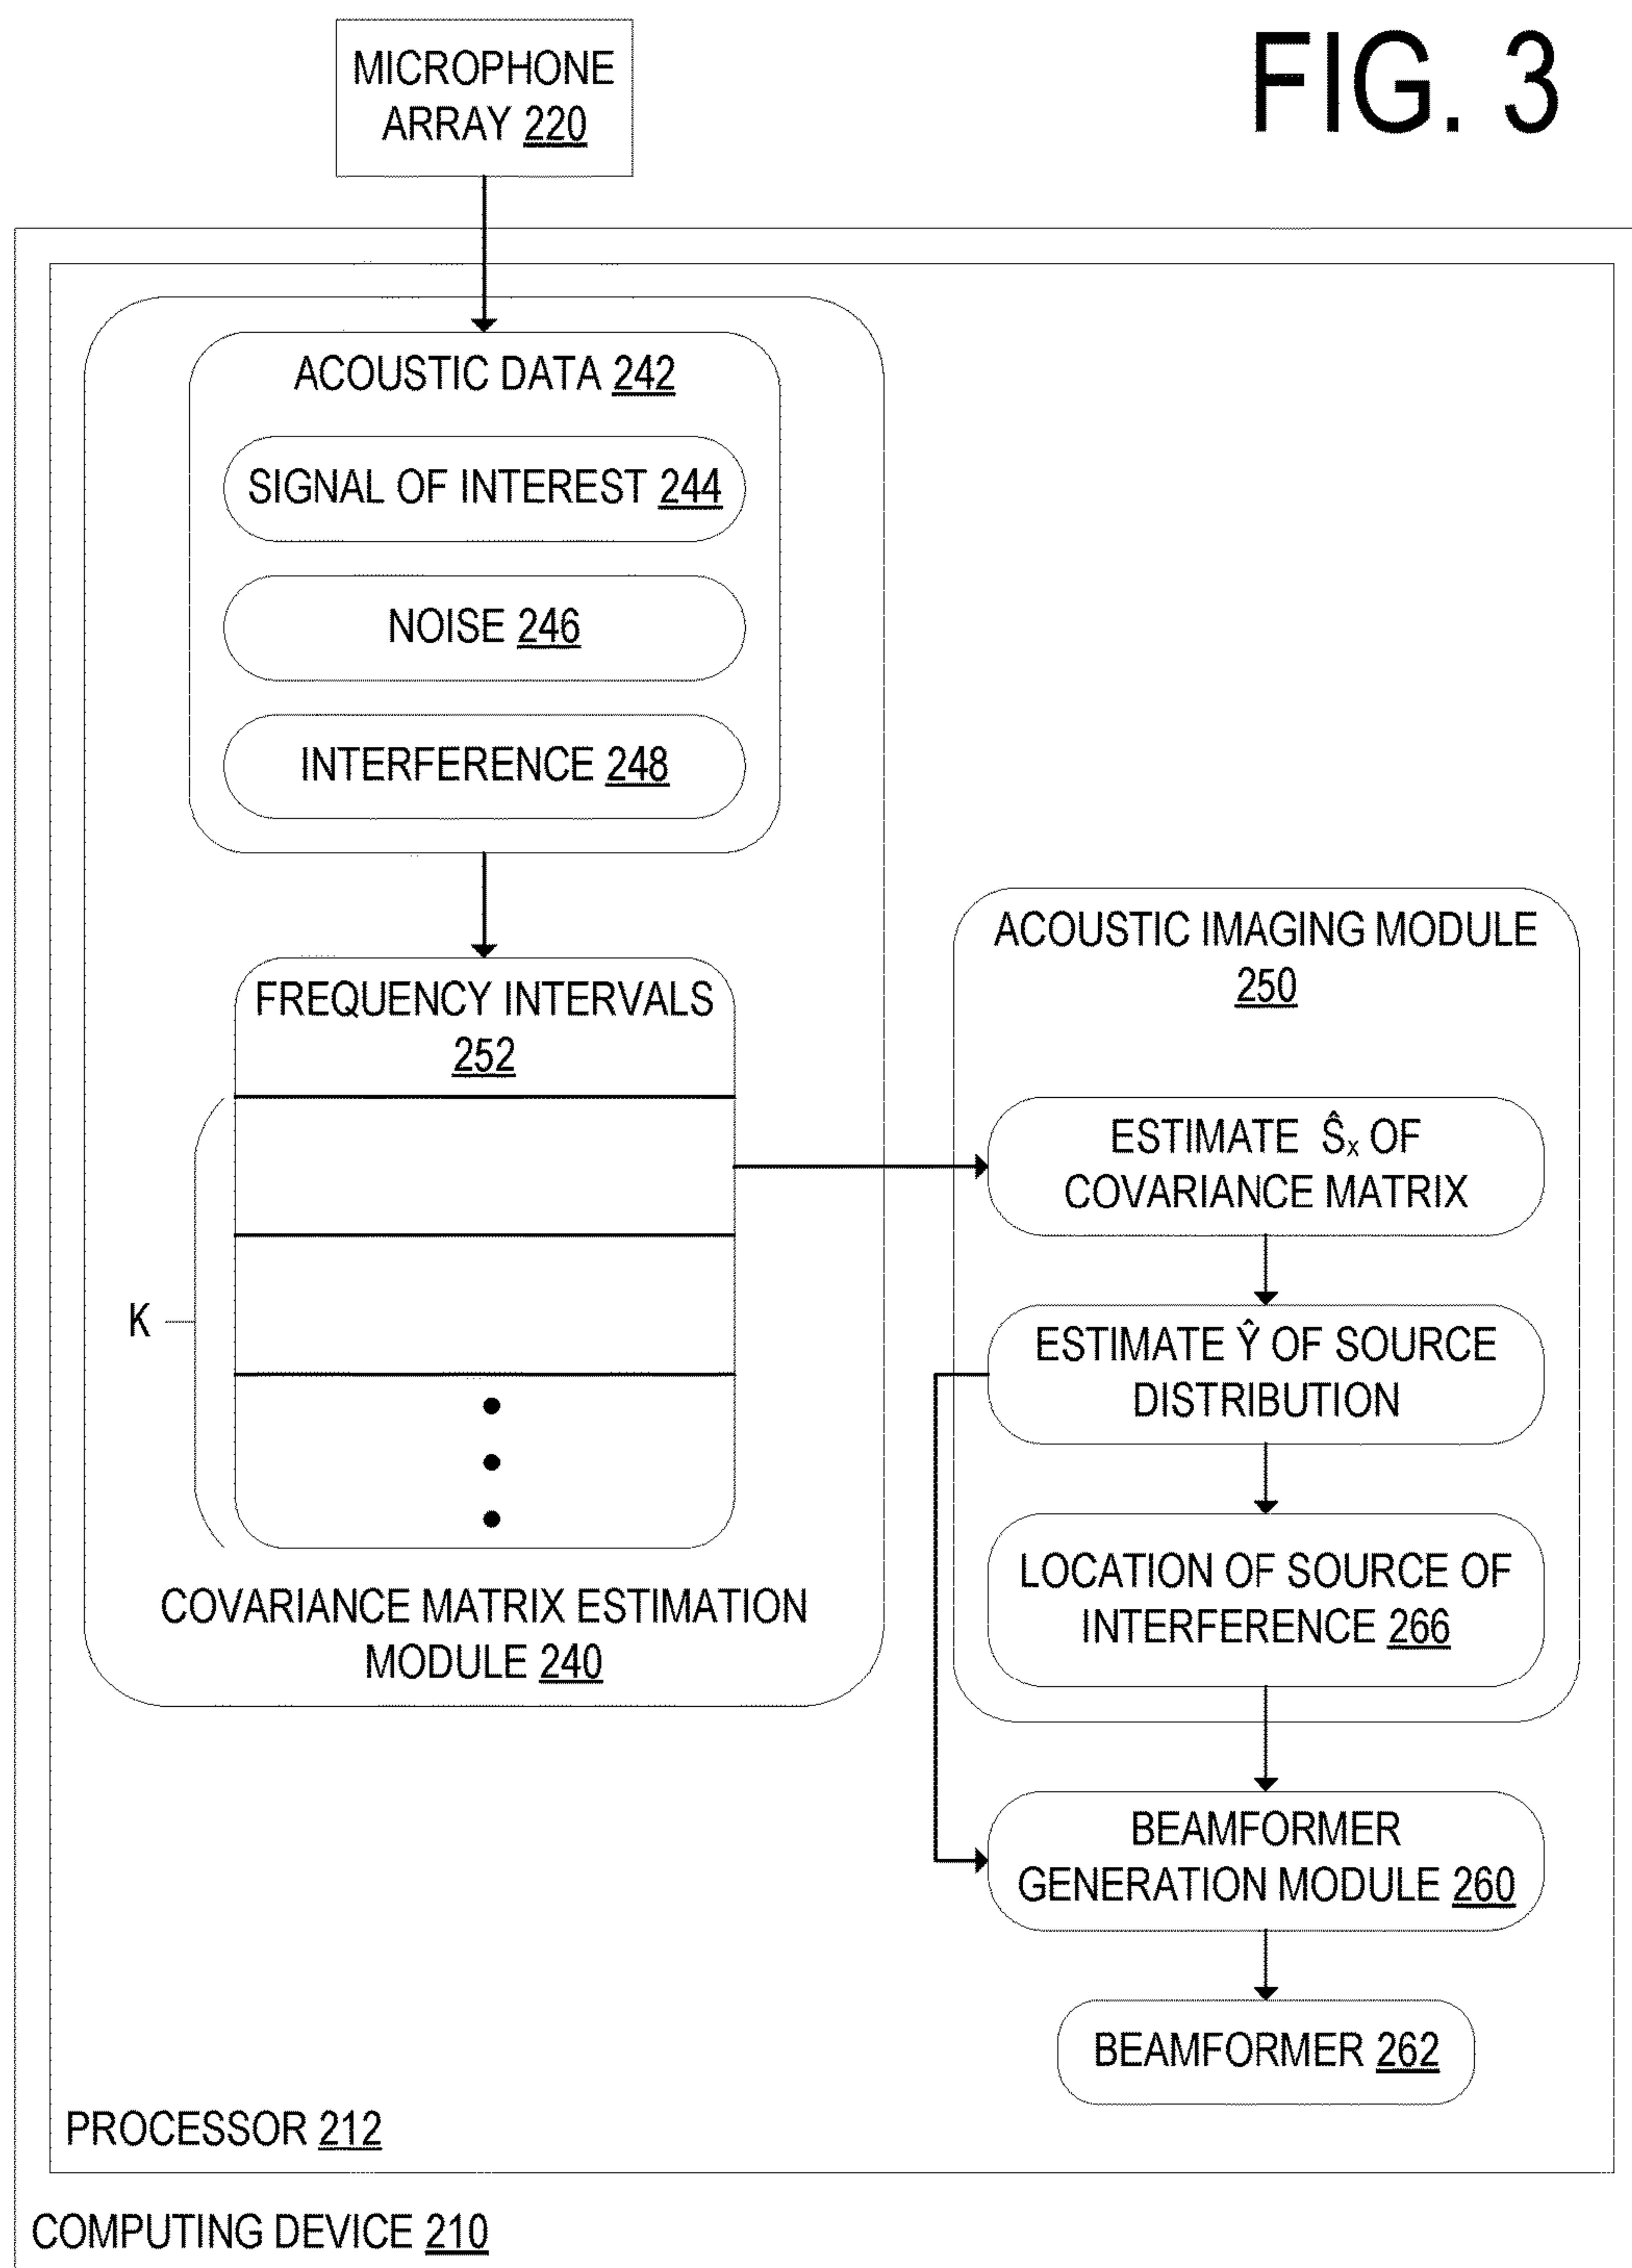 FIG. 3
MICROPHONE
ARRAY 220
ACOUSTIC DATA 242
SIGNAL OF INTEREST 244
NOISE 246
INTERFERENCE 248
FREQUENCY INTERVALS
252
K
COVARIANCE MATRIX ESTIMATION
MODULE 240
ACOUSTIC IMAGING MODULE
250
ESTIMATE Ŝₓ OF
COVARIANCE MATRIX
ESTIMATE Ŷ OF SOURCE
DISTRIBUTION
LOCATION OF SOURCE OF
INTERFERENCE 266
BEAMFORMER
GENERATION MODULE 260
BEAMFORMER 262
PROCESSOR 212
COMPUTING DEVICE 210